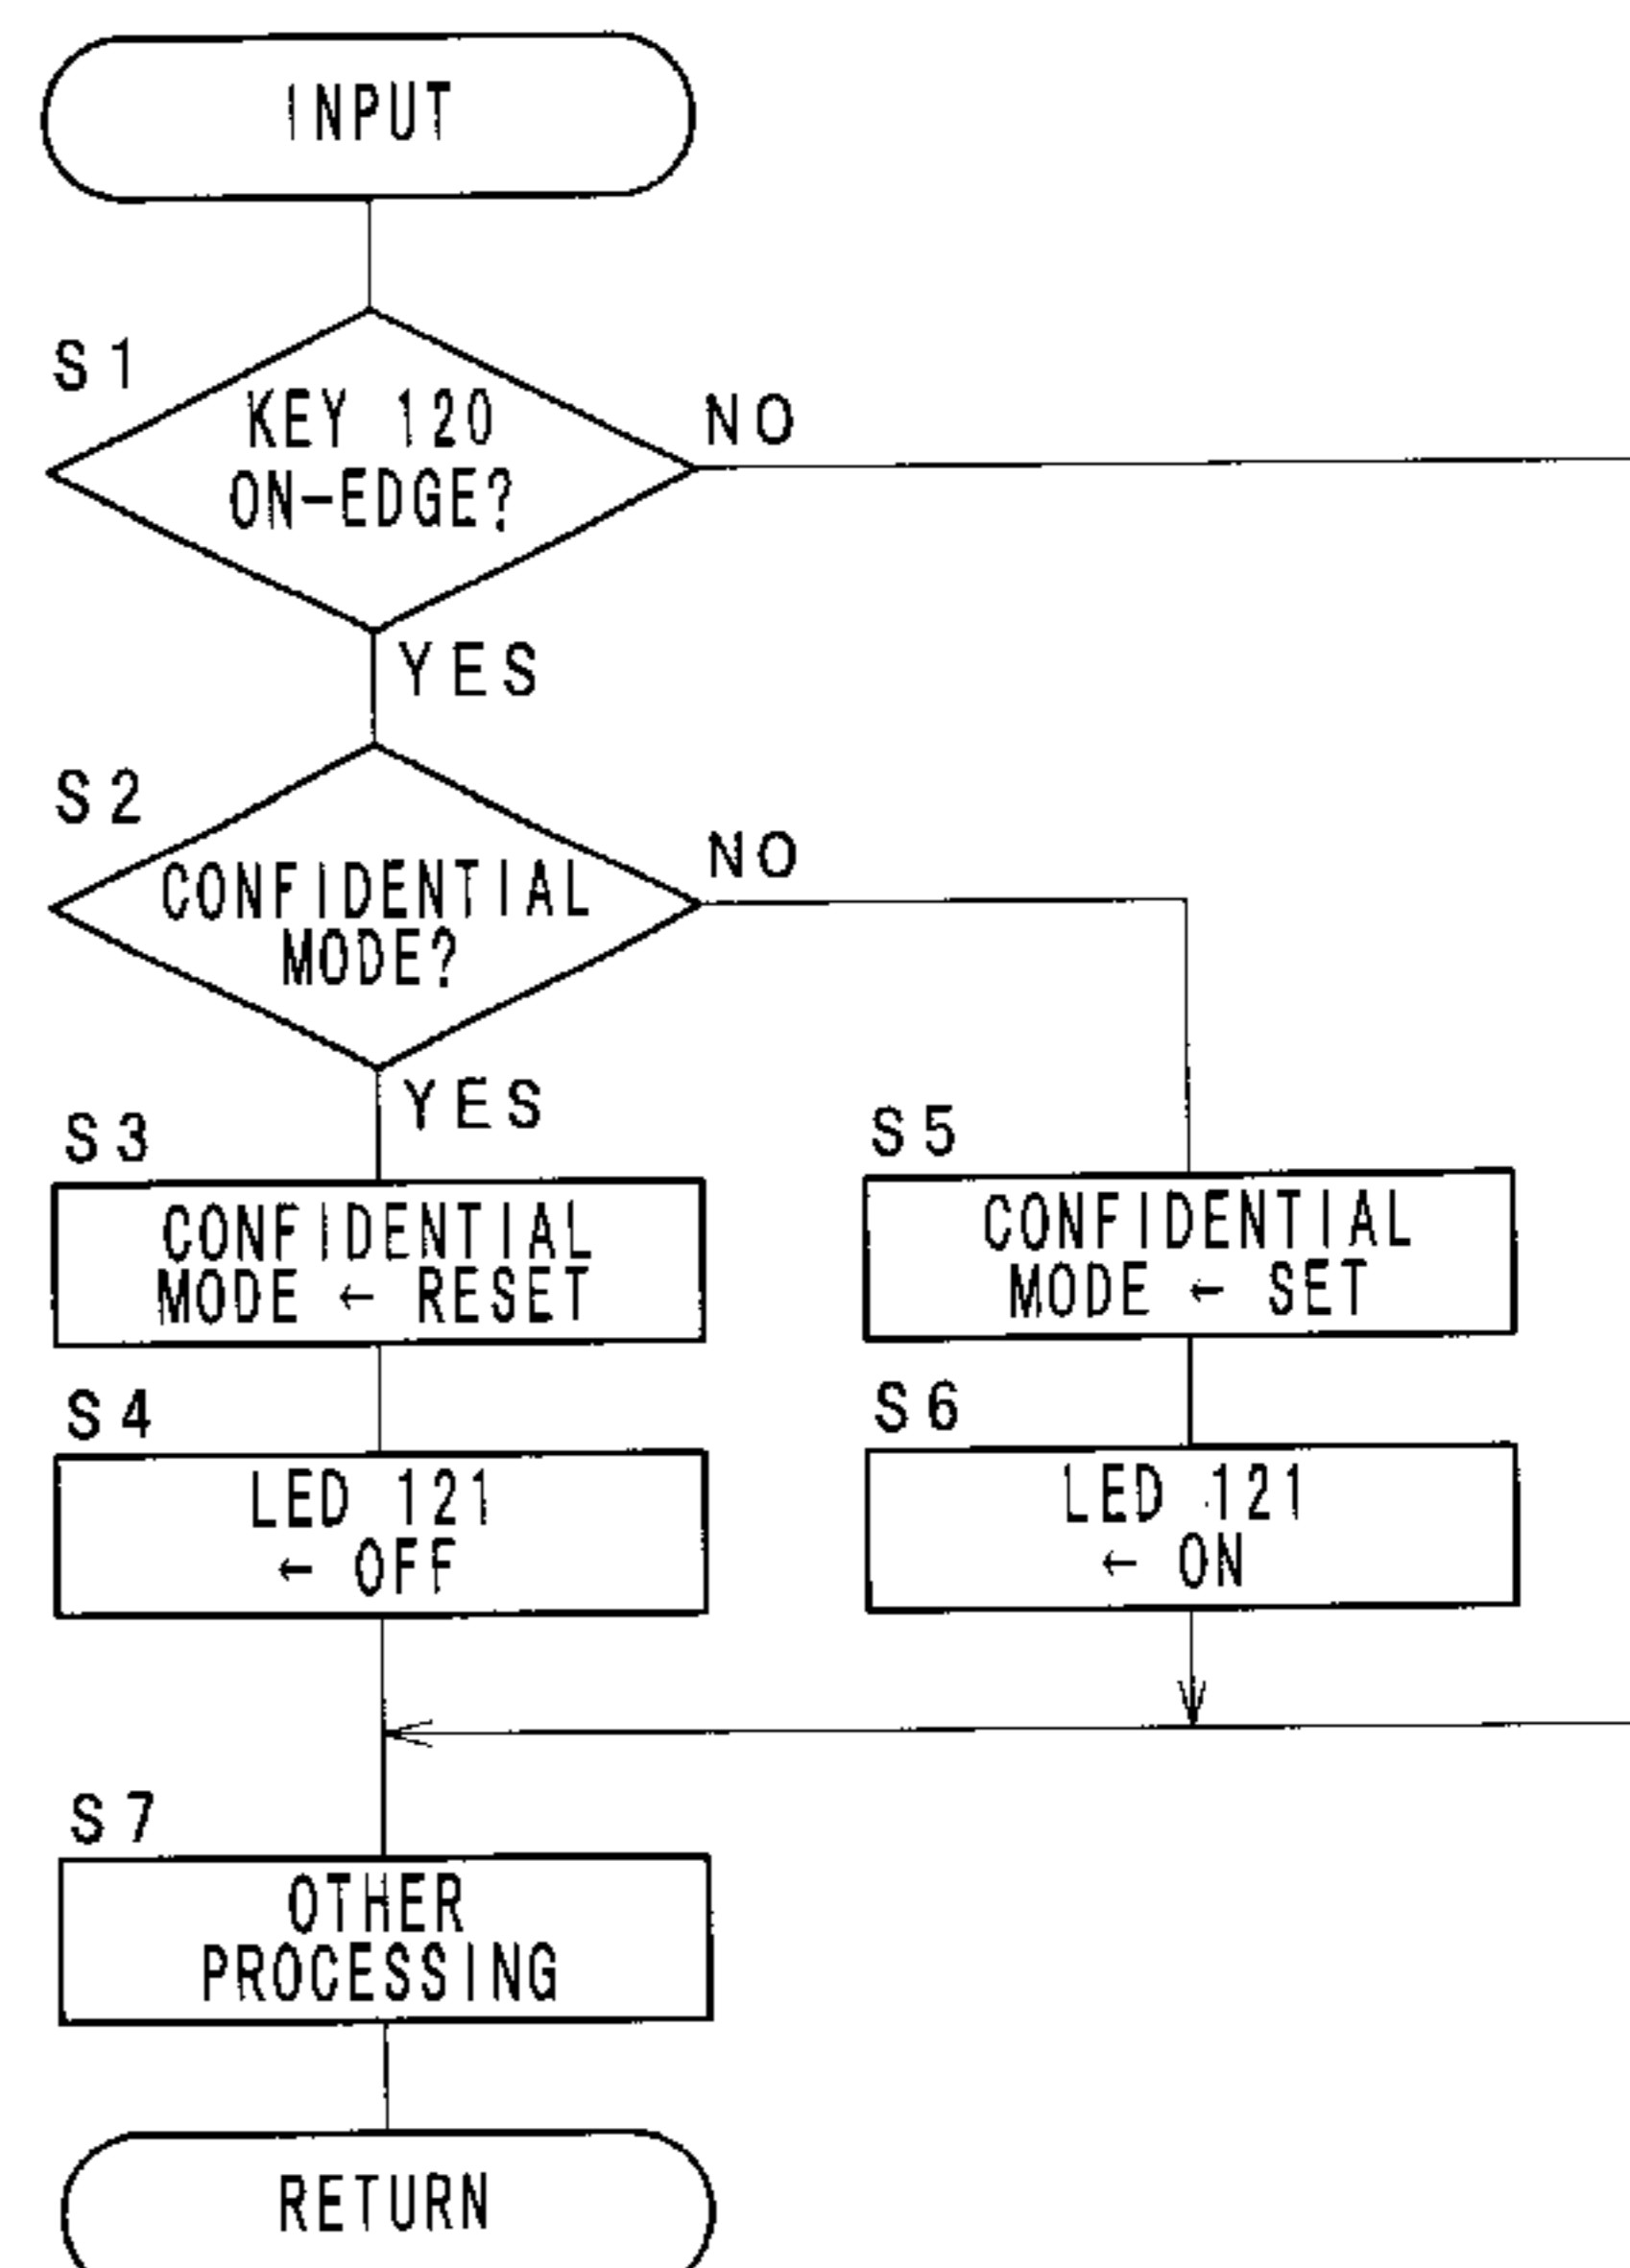 INPUT
S1
KEY 120
ON-EDGE?
NO
YES
S2
CONFIDENTIAL
MODE?
NO
YES
S3
CONFIDENTIAL
MODE ← RESET
S5
CONFIDENTIAL
MODE ← SET
S4
LED 121
← OFF
S6
LED 121
← ON
S7
OTHER
PROCESSING
RETURN